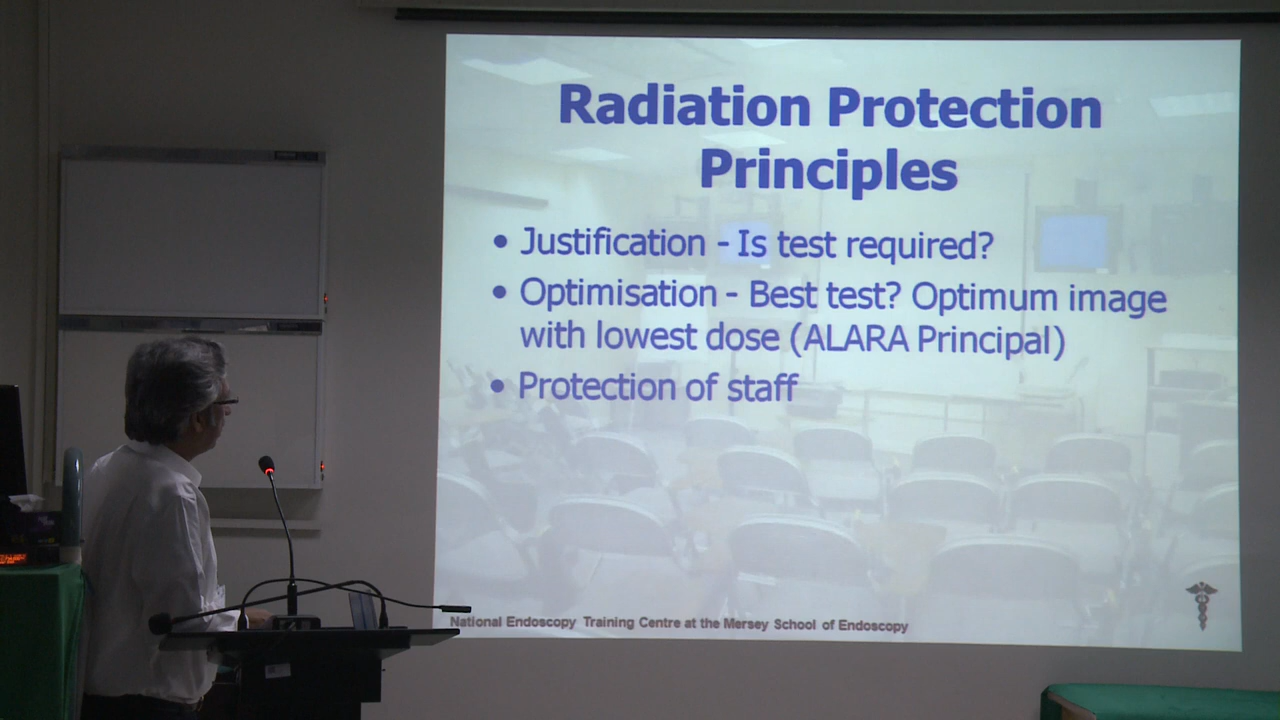 Radiation Protection
Principles
• Justification - Is test required?
• Optimisation - Best test? Optimum image
with lowest dose (ALARA Principal)
• Protection of staff
National Endoscopy Training Centre at the Mersey School of Endoscopy